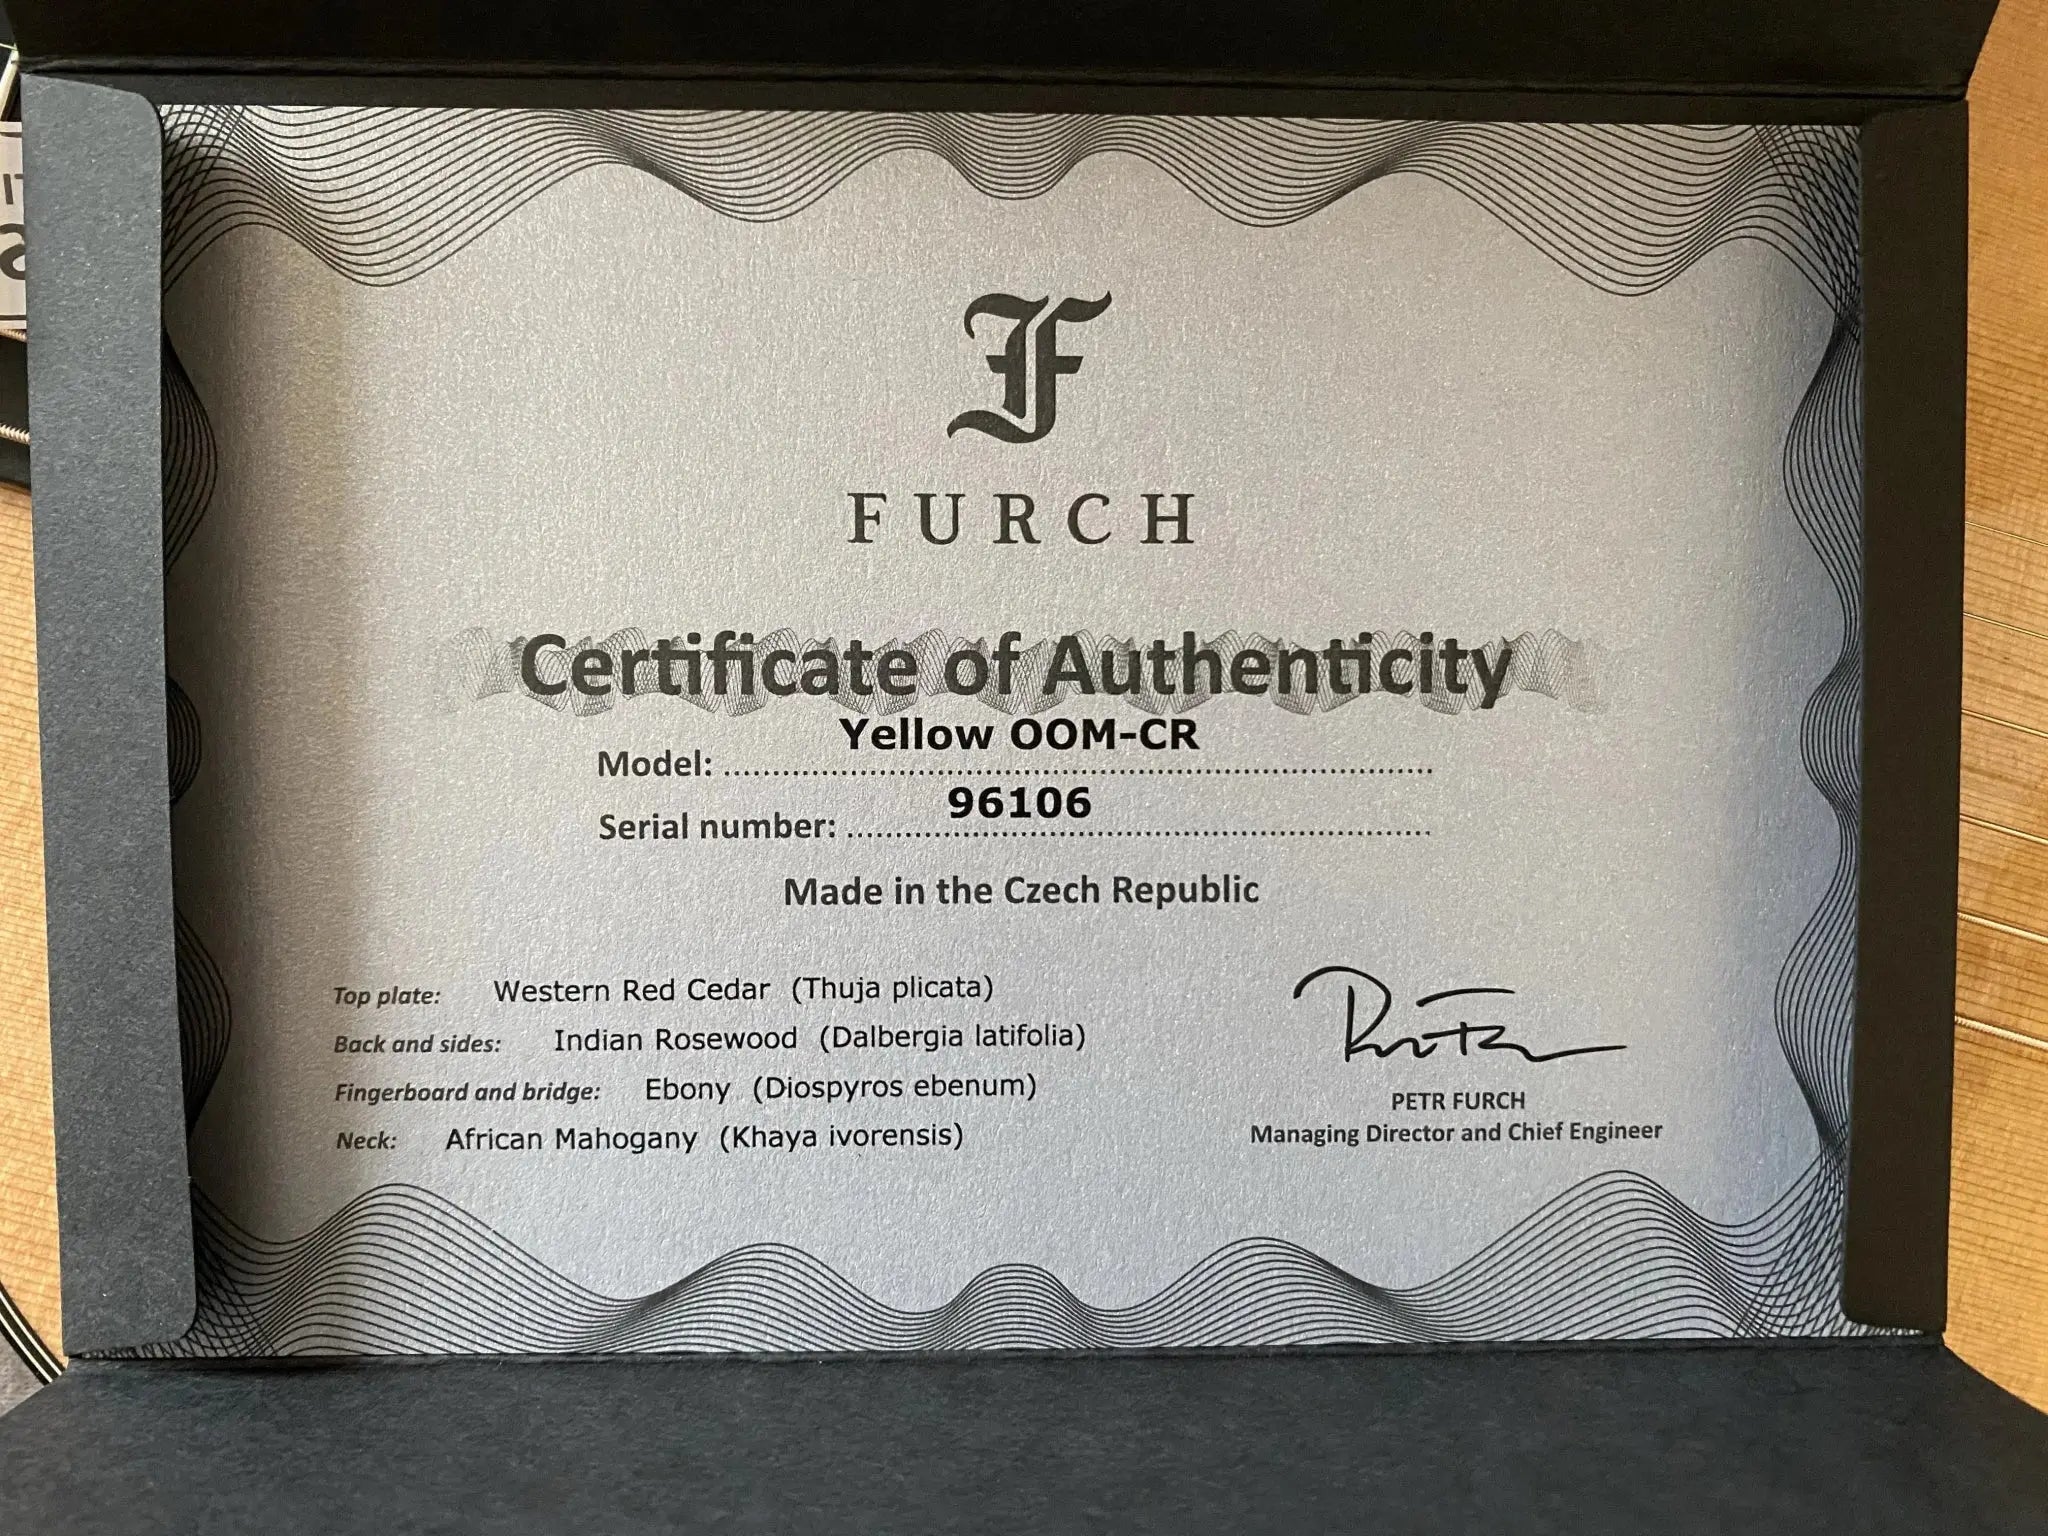 F
FURCH
Certificate of Authenticity
Model: Yellow OOM-CR
Serial number: 96106
Made in the Czech Republic
Top plate: Western Red Cedar (Thuja plicata)
Back and sides: Indian Rosewood (Dalbergia latifolia)
Fingerboard and bridge: Ebony (Diospyros ebenum)
Neck: African Mahogany (Khaya ivorensis)
PETR FURCH
Managing Director and Chief Engineer